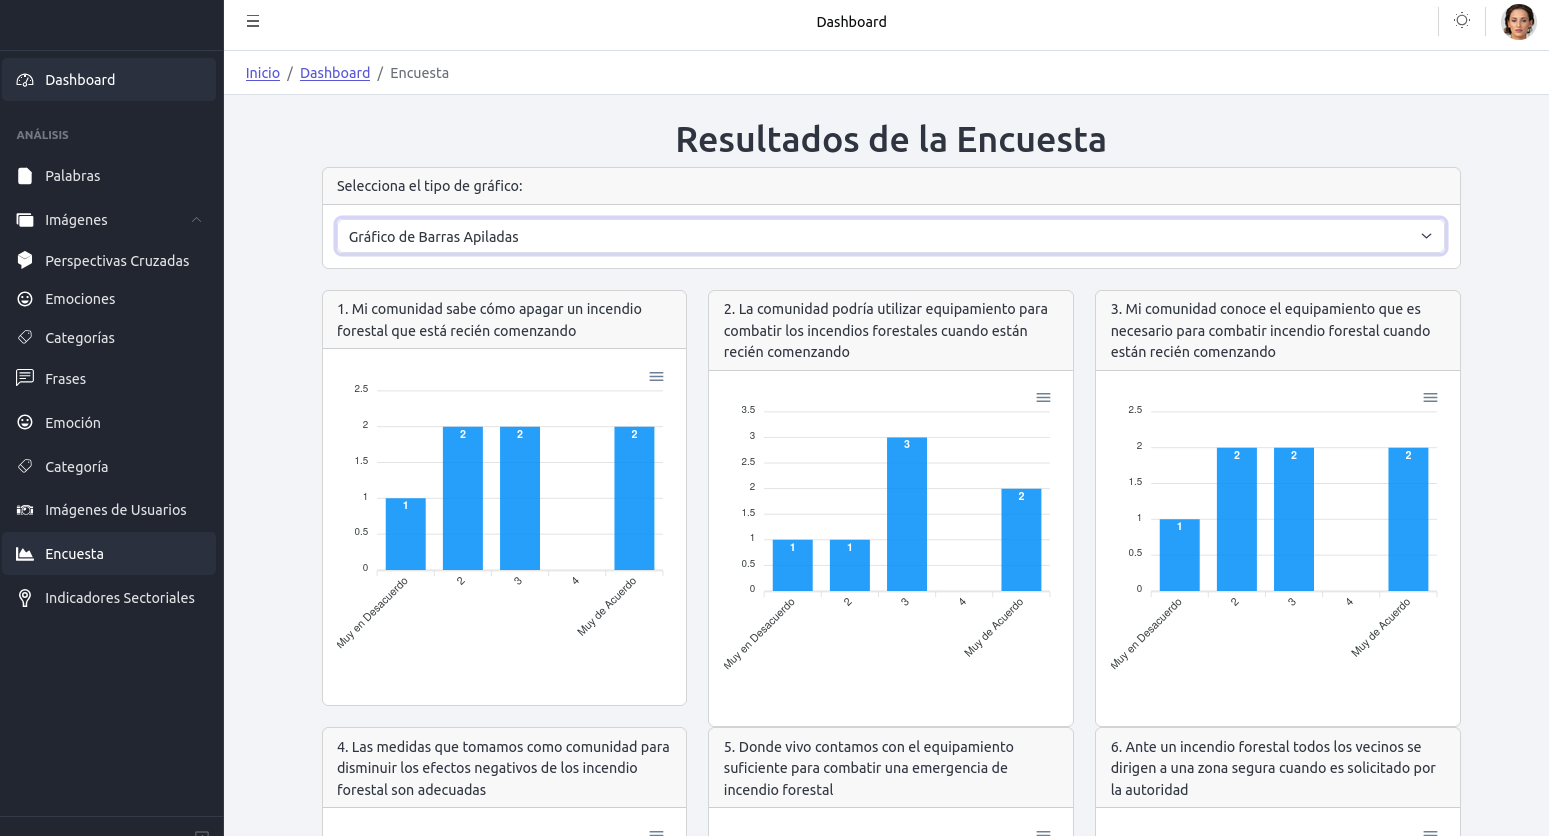 Dashboard
Inicio / Dashboard / Encuesta
Dashboard
ANÁLISIS
Palabras
Imágenes
Perspectivas Cruzadas
Emociones
Categorías
Frases
Emoción
Categoría
Imágenes de Usuarios
Encuesta
Indicadores Sectoriales
Resultados de la Encuesta
Selecciona el tipo de gráfico:
Gráfico de Barras Apiladas
1. Mi comunidad sabe cómo apagar un incendio
forestal que está recién comenzando
2.5
2
1.5
1
0.5
0
1
2
2
2
Muy en Desacuerdo
2
3
4
Muy de Acuerdo
2. La comunidad podría utilizar equipamiento para
combatir los incendios forestales cuando están
recién comenzando
3.5
3
2.5
2
1.5
1
0.5
0
1
1
3
2
Muy en Desacuerdo
2
3
4
Muy de Acuerdo
3. Mi comunidad conoce el equipamiento que es
necesario para combatir incendio forestal cuando
están recién comenzando
2.5
2
1.5
1
0.5
0
1
2
2
2
Muy en Desacuerdo
2
3
4
Muy de Acuerdo
4. Las medidas que tomamos como comunidad para
disminuir los efectos negativos de los incendio
forestal son adecuadas
5. Donde vivo contamos con el equipamiento
suficiente para combatir una emergencia de
incendio forestal
6. Ante un incendio forestal todos los vecinos se
dirigen a una zona segura cuando es solicitado por
la autoridad